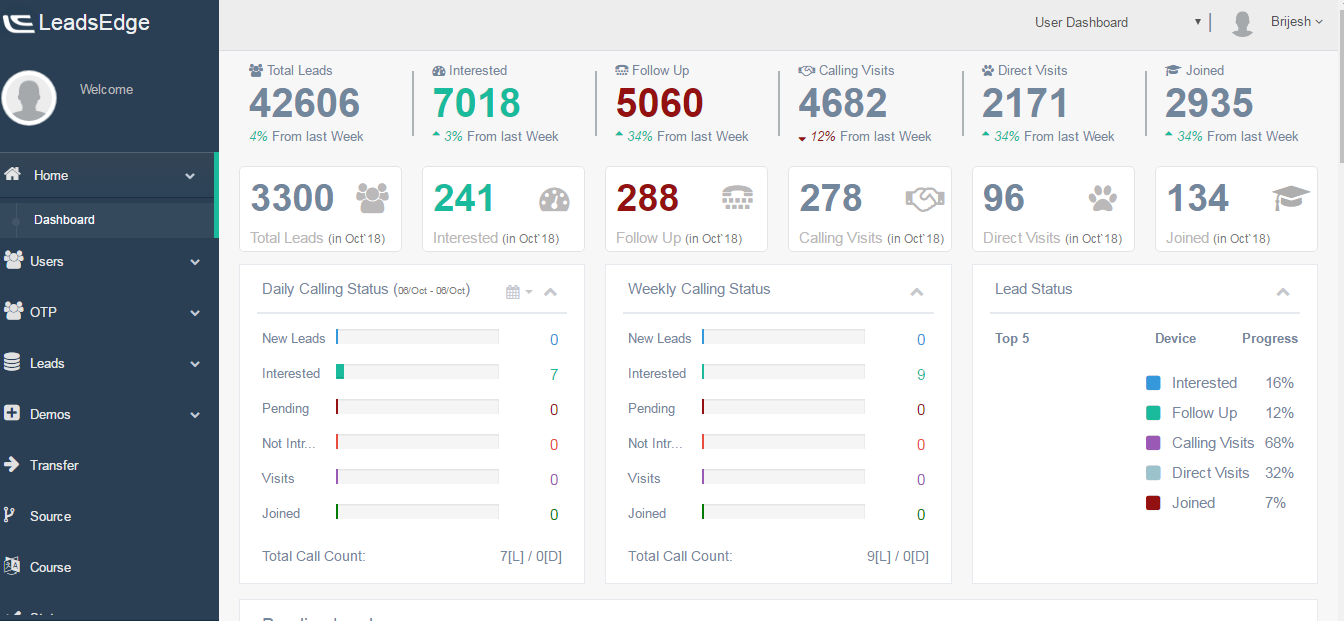 LeadsEdge
User Dashboard
Brijesh
Welcome
Home
Dashboard
Users
OTP
Leads
Demos
Transfer
Source
Course
Total Leads
42606
4% From last Week
Interested
7018
3% From last Week
Follow Up
5060
34% From last Week
Calling Visits
4682
12% From last Week
Direct Visits
2171
34% From last Week
Joined
2935
34% From last Week
3300
Total Leads (in Oct`18)
241
Interested (in Oct`18)
288
Follow Up (in Oct`18)
278
Calling Visits (in Oct`18)
96
Direct Visits (in Oct`18)
134
Joined (in Oct`18)
Daily Calling Status (06/Oct - 06/Oct)
New Leads 0
Interested 7
Pending 0
Not Intr... 0
Visits 0
Joined 0
Total Call Count: 7[L] / 0[D]
Weekly Calling Status
New Leads 0
Interested 9
Pending 0
Not Intr... 0
Visits 0
Joined 0
Total Call Count: 9[L] / 0[D]
Lead Status
Top 5 Device Progress
Interested 16%
Follow Up 12%
Calling Visits 68%
Direct Visits 32%
Joined 7%